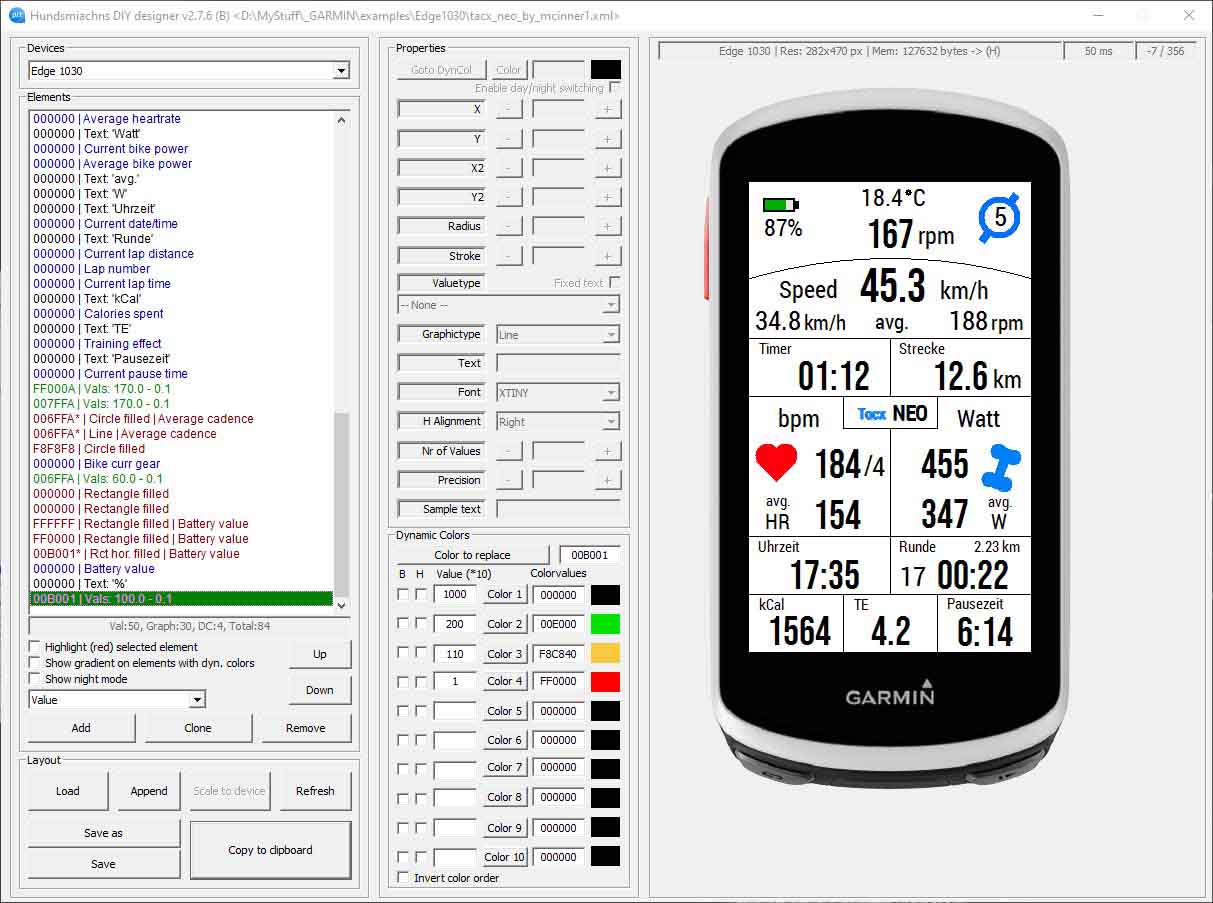 Hundsmiachns DIY designer v2.7.6 (B) <D:\MyStuff\_GARMIN\examples\Edge1030\tacx_neo_by_mcinner1.xml>
Devices
Edge 1030
Elements
000000 | Average heartrate
000000 | Text: 'Watt'
000000 | Current bike power
000000 | Average bike power
000000 | Text: 'avg.'
000000 | Text: 'W'
000000 | Text: 'Uhrzeit'
000000 | Current date/time
000000 | Text: 'Runde'
000000 | Current lap distance
000000 | Lap number
000000 | Current lap time
000000 | Text: 'kCal'
000000 | Calories spent
000000 | Text: 'TE'
000000 | Training effect
000000 | Text: 'Pausezeit'
000000 | Current pause time
FF000A | Vals: 170.0 - 0.1
007FFA | Vals: 170.0 - 0.1
006FFA* | Circle filled | Average cadence
006FFA* | Line | Average cadence
F8F8F8 | Circle filled
000000 | Bike curr gear
006FFA | Vals: 60.0 - 0.1
000000 | Rectangle filled
000000 | Rectangle filled
FFFFFF | Rectangle filled | Battery value
FF0000 | Rectangle filled | Battery value
00B001* | Rct hor. filled | Battery value
000000 | Battery value
000000 | Text: '%'
00B001 | Vals: 100.0 - 0.1
Val:50, Graph:30, DC:4, Total:84
Highlight (red) selected element
Show gradient on elements with dyn. colors
Show night mode
Up
Down
Value
Add Clone Remove
Layout
Load Append Scale to device Refresh
Save as
Save
Copy to clipboard
Properties
Goto DynCol Color
Enable day/night switching
X - +
Y - +
X2 - +
Y2 - +
Radius - +
Stroke - +
Valuetype Fixed text
-- None --
Graphictype Line
Text
Font XTINY
H Alignment Right
Nr of Values - +
Precision - +
Sample text
Dynamic Colors
Color to replace 00B001
B H Value (*10) Colorvalues
1000 Color 1 000000
200 Color 2 00E000
110 Color 3 F8C840
1 Color 4 FF0000
Color 5 000000
Color 6 000000
Color 7 000000
Color 8 000000
Color 9 000000
Color 10 000000
Invert color order
Edge 1030 | Res: 282x470 px | Mem: 127632 bytes -> (H) 50 ms -7 / 356
18.4°C
87% 167 rpm 5
Speed 45.3 km/h
34.8 km/h avg. 188 rpm
Timer Strecke
01:12 12.6 km
bpm Tacx NEO Watt
184/4 455
avg. avg.
HR 154 347 W
Uhrzeit Runde 2.23 km
17:35 17 00:22
kCal TE Pausezeit
1564 4.2 6:14
GARMIN